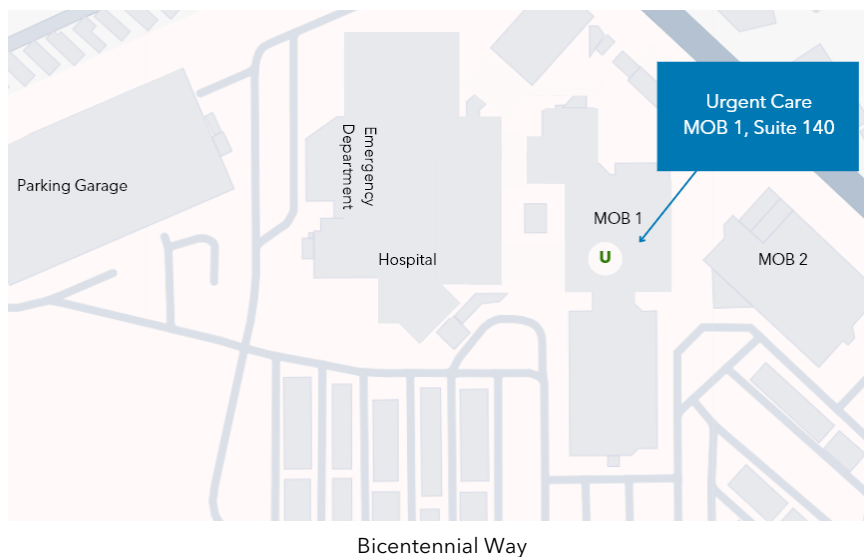 Urgent Care
MOB 1, Suite 140
Emergency
Department
Parking Garage
MOB 1
Hospital
U
MOB 2
Bicentennial Way